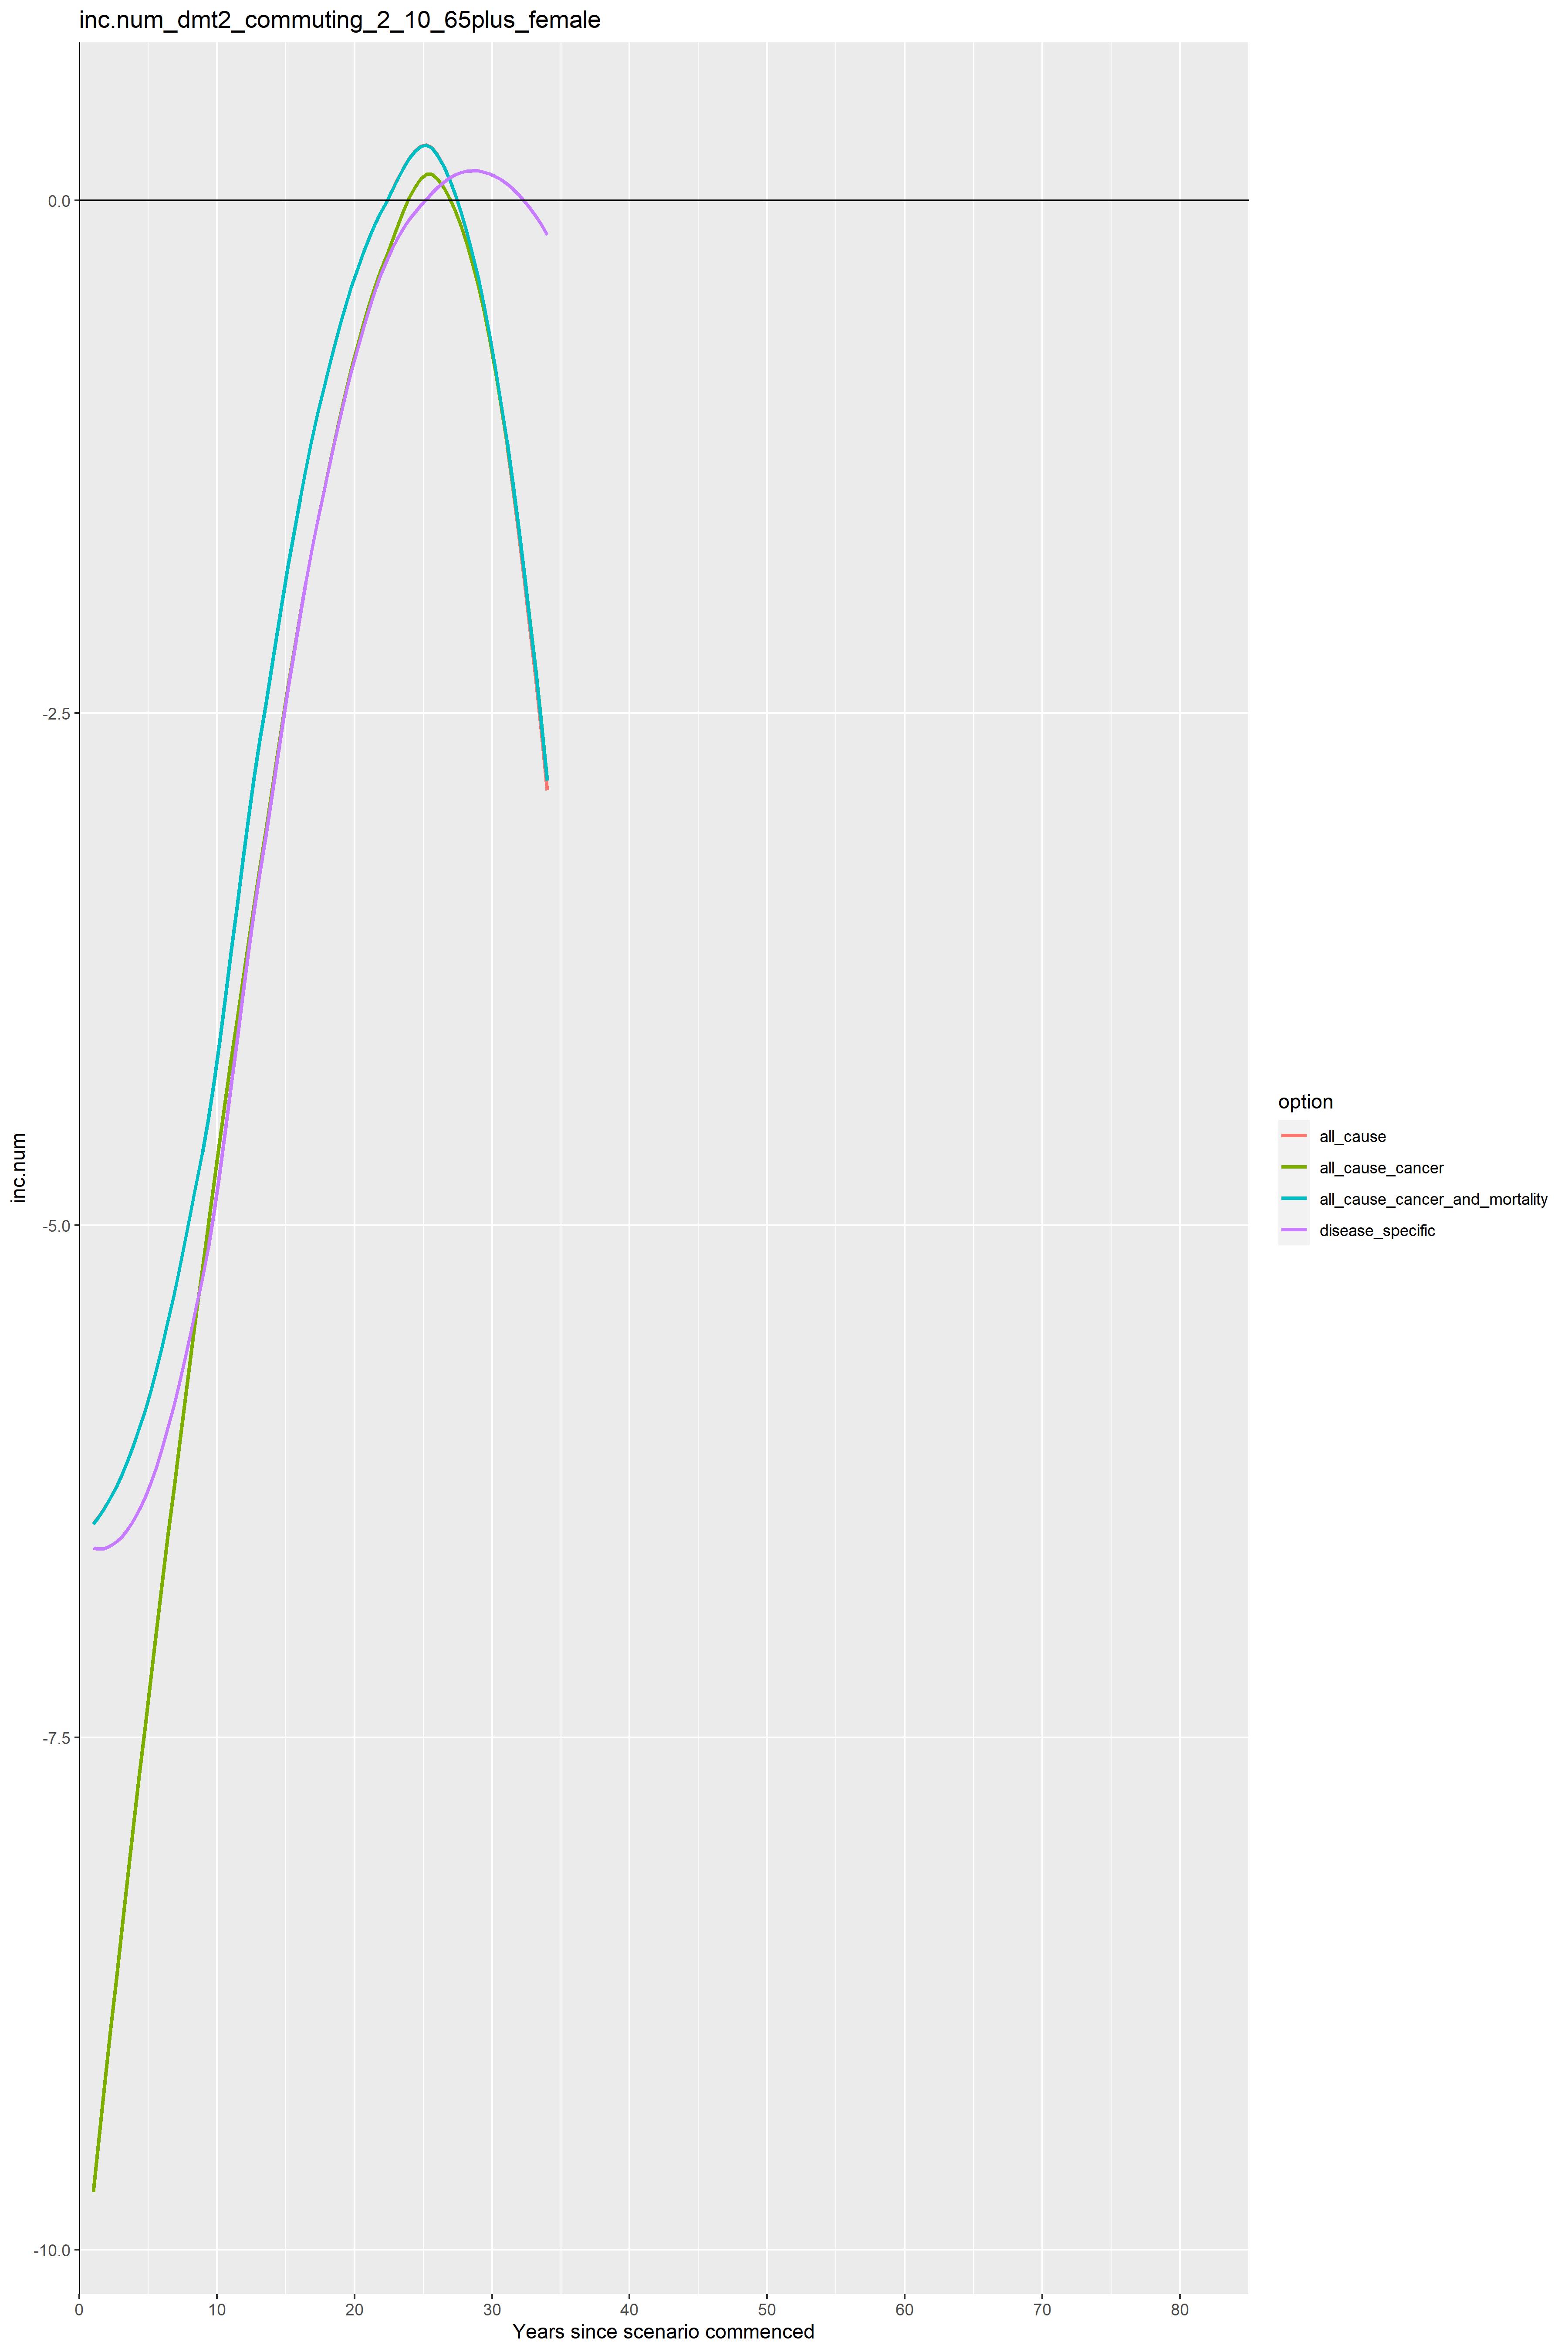 inc.num_dmt2_commuting_2_10_65plus_female
0.0
-2.5
-5.0
-7.5
-10.0
inc.num
0 10 20 30 40 50 60 70 80
Years since scenario commenced
option
all_cause
all_cause_cancer
all_cause_cancer_and_mortality
disease_specific